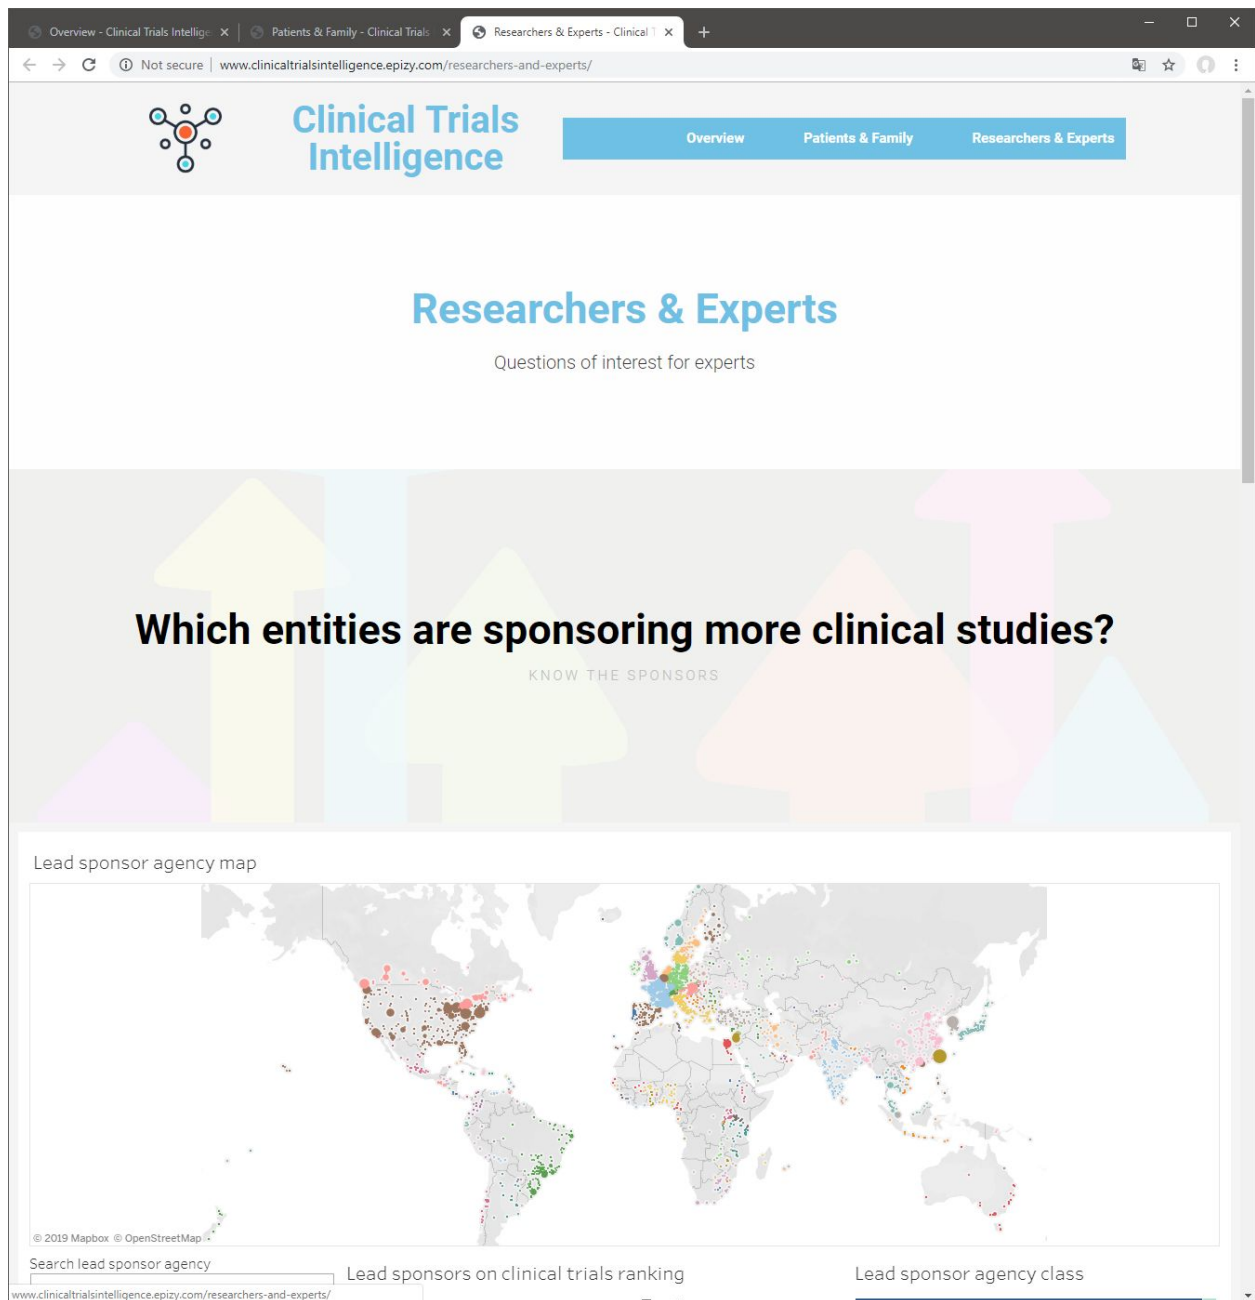 Overview - Clinical Trials Intellige
Patients & Family - Clinical Trials
Researchers & Experts - Clinical T
Not secure | www.clinicaltrialsintelligence.epizy.com/researchers-and-experts/
Clinical Trials
Intelligence
Overview
Patients & Family
Researchers & Experts
Researchers & Experts
Questions of interest for experts
Which entities are sponsoring more clinical studies?
KNOW THE SPONSORS
Lead sponsor agency map
© 2019 Mapbox © OpenStreetMap
Search lead sponsor agency
Lead sponsors on clinical trials ranking
Lead sponsor agency class
www.clinicaltrialsintelligence.epizy.com/researchers-and-experts/